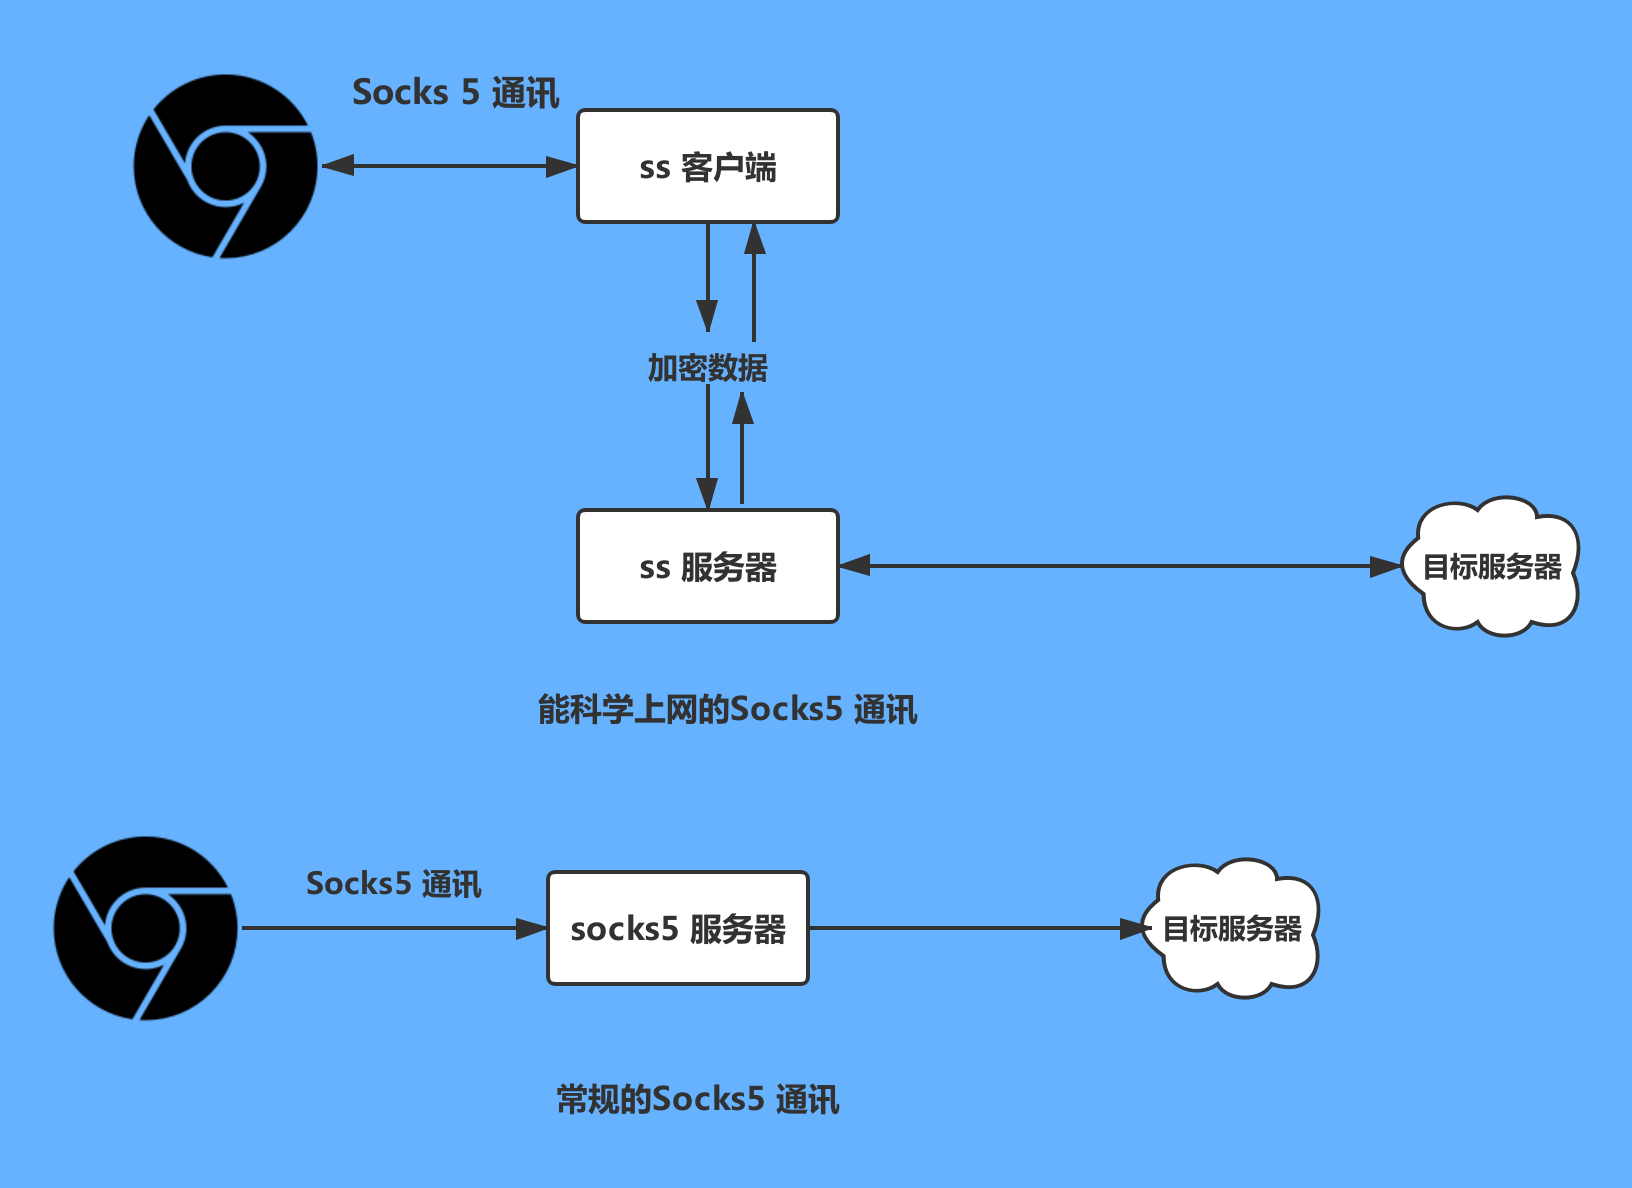 Socks 5 通讯
ss 客户端
加密数据
ss 服务器
目标服务器
能科学上网的Socks5 通讯
Socks5 通讯
socks5 服务器
目标服务器
常规的Socks5 通讯